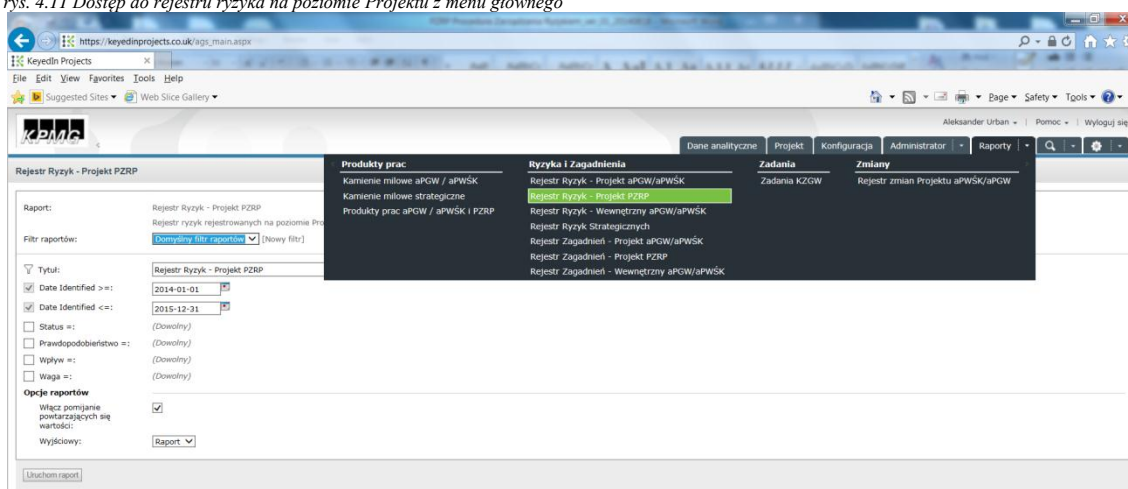 rys. 4.11 Dostęp do rejestru ryzyka na poziomie Projektu z menu głównego
https://keyedinprojects.co.uk/ags_main.aspx
KeyedIn Projects
File Edit View Favorites Tools Help
Suggested Sites Web Slice Gallery
Page Safety Tools
Aleksander Urban | Pomoc | Wyloguj się
KPMG
Dane analityczne Projekt Konfiguracja Administrator Raporty
Rejestr Ryzyk - Projekt PZRP
Produkty prac Ryzyka i Zagadnienia Zadania Zmiany
Kamienie milowe aPGW / aPWŚK Rejestr Ryzyk - Projekt aPGW/aPWŚK Zadania KZGW Rejestr zmian Projektu aPWŚK/aPGW
Kamienie milowe strategiczne Rejestr Ryzyk - Projekt PZRP
Produkty prac aPGW / aPWŚK i PZRP Rejestr Ryzyk - Wewnętrzny aPGW/aPWŚK
Rejestr Ryzyk Strategicznych
Rejestr Zagadnień - Projekt aPGW/aPWŚK
Rejestr Zagadnień - Projekt PZRP
Rejestr Zagadnień - Wewnętrzny aPGW/aPWŚK
Raport: Rejestr Ryzyk - Projekt PZRP
Rejestr ryzyk rejestrowanych na poziomie Pro
Filtr raportów: Domyślny filtr raportów [Nowy filtr]
Tytuł: Rejestr Ryzyk - Projekt PZRP
Date Identified >=: 2014-01-01
Date Identified <=: 2015-12-31
Status =: (Dowolny)
Prawdopodobieństwo =: (Dowolny)
Wpływ =: (Dowolny)
Waga =: (Dowolny)
Opcje raportów
Włącz pomijanie
powtarzających się
wartości:
Wyjściowy: Raport
Uruchom raport